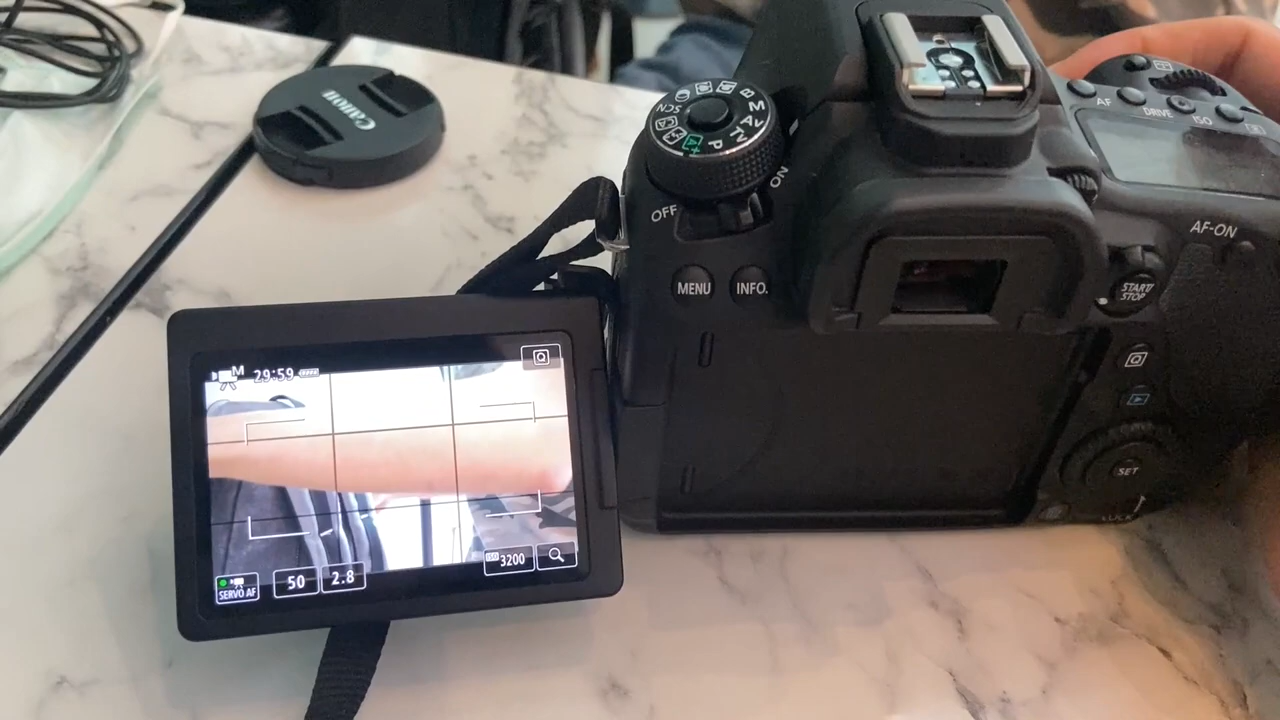 Canon
M
Av
Tv
P
SCN
OFF
ON
MENU
INFO.
AF
DRIVE
ISO
AF-ON
START/
STOP
Q
SET
M
29:59
Q
ISO 3200
SERVO AF
50
2.8